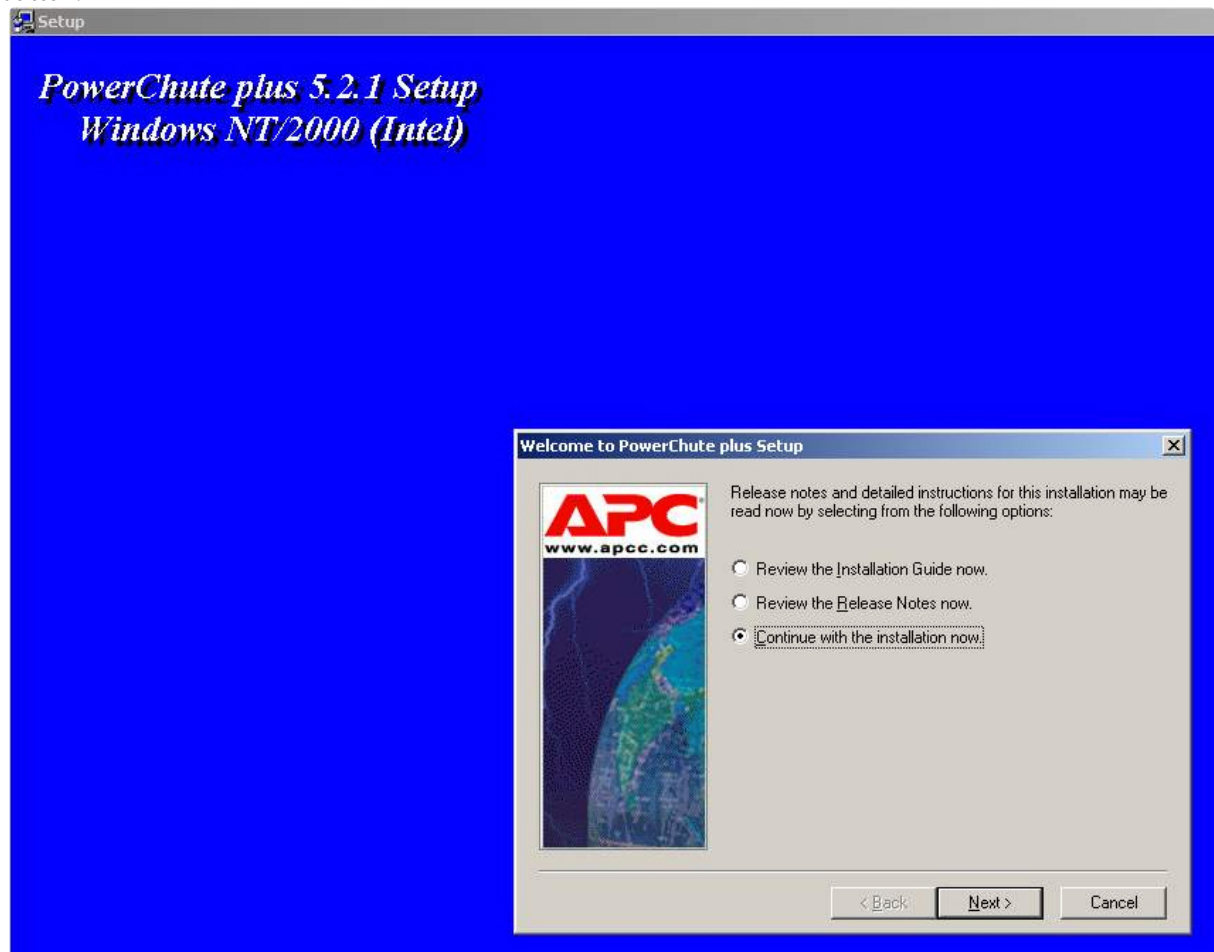 Setup
PowerChute plus 5.2.1 Setup
Windows NT/2000 (Intel)
Welcome to PowerChute plus Setup
APC
www.apcc.com
Release notes and detailed instructions for this installation may be
read now by selecting from the following options:
Review the Installation Guide now.
Review the Release Notes now.
Continue with the installation now.
< Back
Next >
Cancel